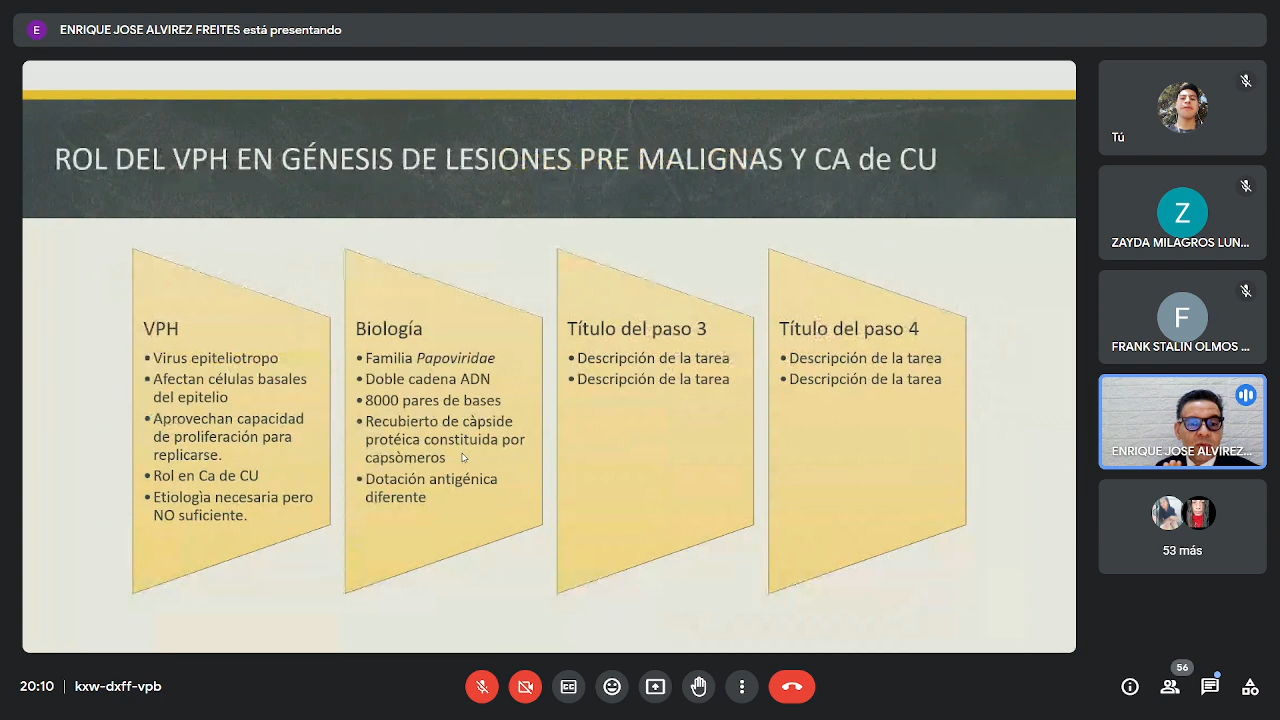 E
ENRIQUE JOSE ALVIREZ FREITES está presentando
ROL DEL VPH EN GÉNESIS DE LESIONES PRE MALIGNAS Y CA de CU
VPH
• Virus epiteliotropo
• Afectan células basales
del epitelio
• Aprovechan capacidad
de proliferación para
replicarse.
• Rol en Ca de CU
• Etiologìa necesaria pero
NO suficiente.
Biología
• Familia Papoviridae
• Doble cadena ADN
• 8000 pares de bases
• Recubierto de càpside
protéica constituida por
capsòmeros
• Dotación antigénica
diferente
Título del paso 3
• Descripción de la tarea
• Descripción de la tarea
Título del paso 4
• Descripción de la tarea
• Descripción de la tarea
Tú
Z
ZAYDA MILAGROS LUN...
F
FRANK STALIN OLMOS ...
ENRIQUE JOSE ALVIREZ...
53 más
20:10 | kxw-dxff-vpb
56